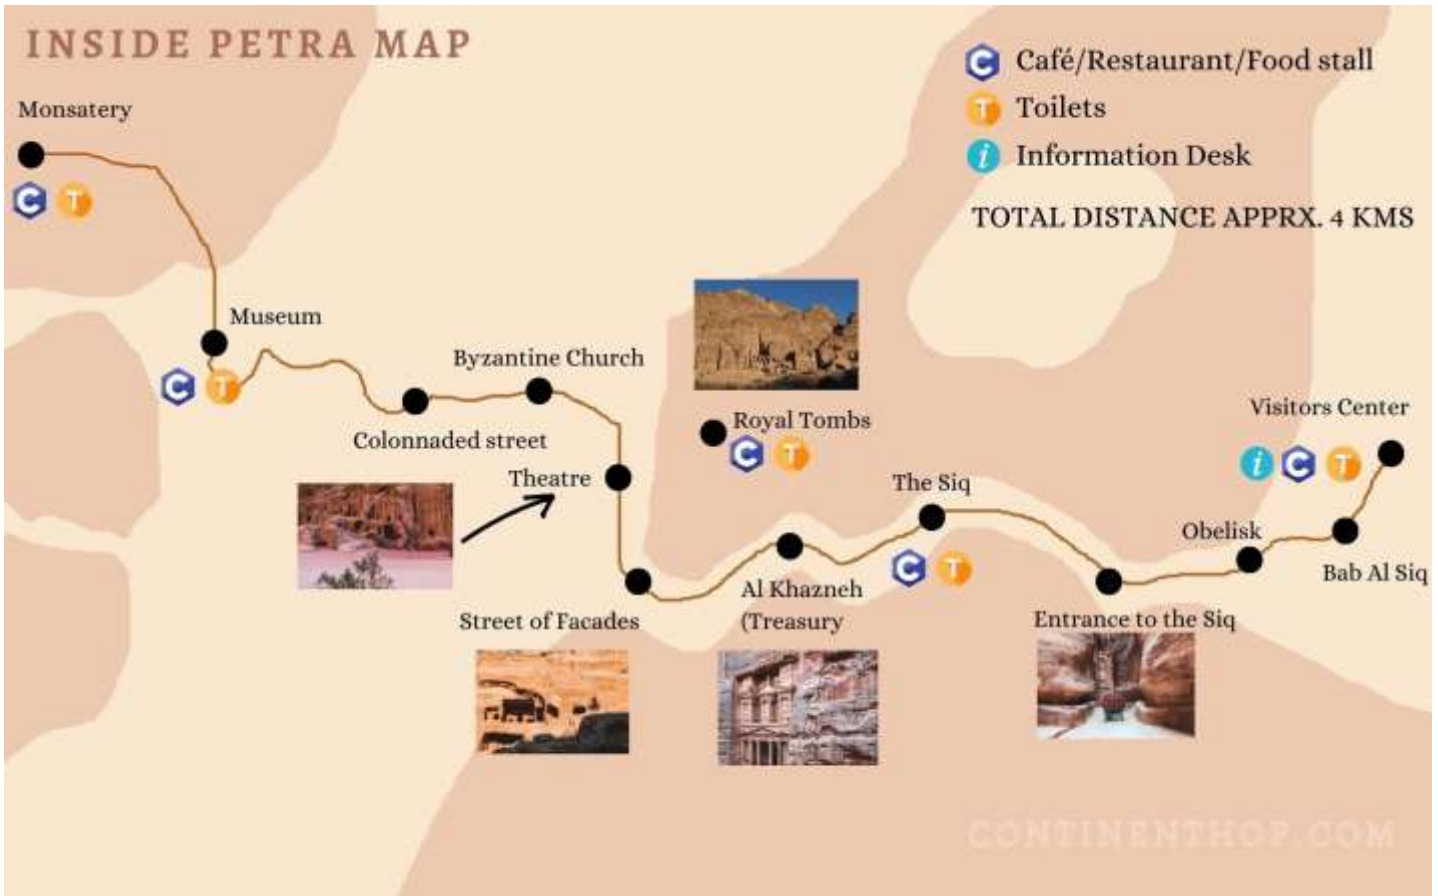 INSIDE PETRA MAP
C Café/Restaurant/Food stall
T Toilets
i Information Desk
TOTAL DISTANCE APPRX. 4 KMS
Monsatery
C T
Museum
C T
Byzantine Church
Colonnaded street
Theatre
Royal Tombs
C T
Visitors Center
i C T
The Siq
C T
Obelisk
Bab Al Siq
Al Khazneh
(Treasury
Street of Facades
Entrance to the Siq
CONTINENTHOP.COM